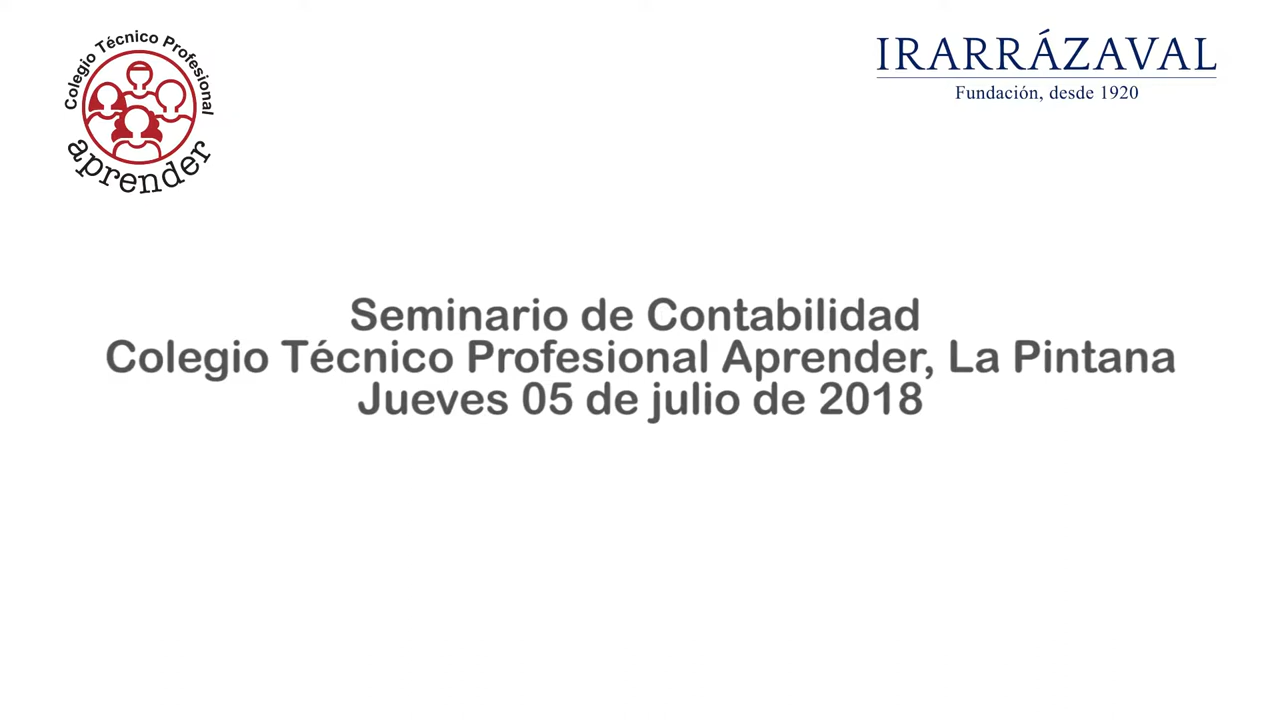 Colegio Técnico Profesional
aprender
IRARRÁZAVAL
Fundación, desde 1920
Seminario de Contabilidad
Colegio Técnico Profesional Aprender, La Pintana
Jueves 05 de julio de 2018